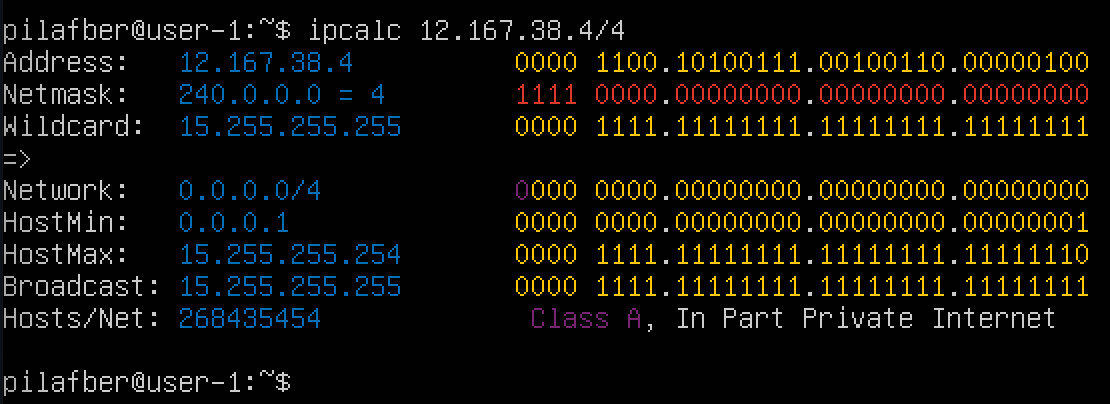 pilafber@user-1:~$ ipcalc 12.167.38.4/4
Address:   12.167.38.4          0000 1100.10100111.00100110.00000100
Netmask:   240.0.0.0 = 4        1111 0000.00000000.00000000.00000000
Wildcard:  15.255.255.255       0000 1111.11111111.11111111.11111111
=>
Network:   0.0.0.0/4            0000 0000.00000000.00000000.00000000
HostMin:   0.0.0.1              0000 0000.00000000.00000000.00000001
HostMax:   15.255.255.254       0000 1111.11111111.11111111.11111110
Broadcast: 15.255.255.255       0000 1111.11111111.11111111.11111111
Hosts/Net: 268435454             Class A, In Part Private Internet
pilafber@user-1:~$